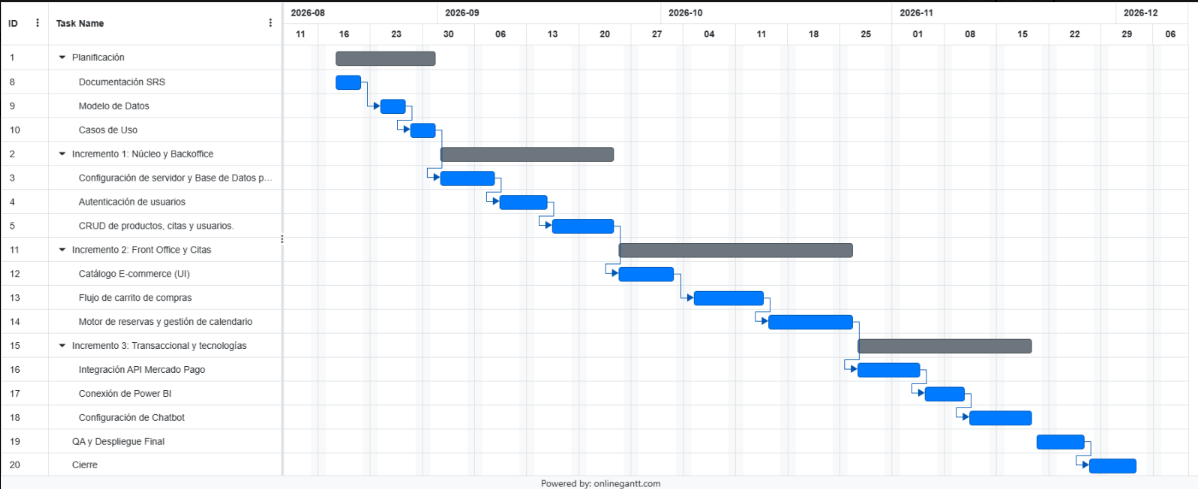 ID Task Name 2026-08 2026-09 2026-10 2026-11 2026-12
11 16 23 30 06 13 20 27 04 11 18 25 01 08 15 22 29 06
1 Planificación
8 Documentación SRS
9 Modelo de Datos
10 Casos de Uso
2 Incremento 1: Núcleo y Backoffice
3 Configuración de servidor y Base de Datos p...
4 Autenticación de usuarios
5 CRUD de productos, citas y usuarios.
11 Incremento 2: Front Office y Citas
12 Catálogo E-commerce (UI)
13 Flujo de carrito de compras
14 Motor de reservas y gestión de calendario
15 Incremento 3: Transaccional y tecnologías
16 Integración API Mercado Pago
17 Conexión de Power BI
18 Configuración de Chatbot
19 QA y Despliegue Final
20 Cierre
Powered by: onlinegantt.com